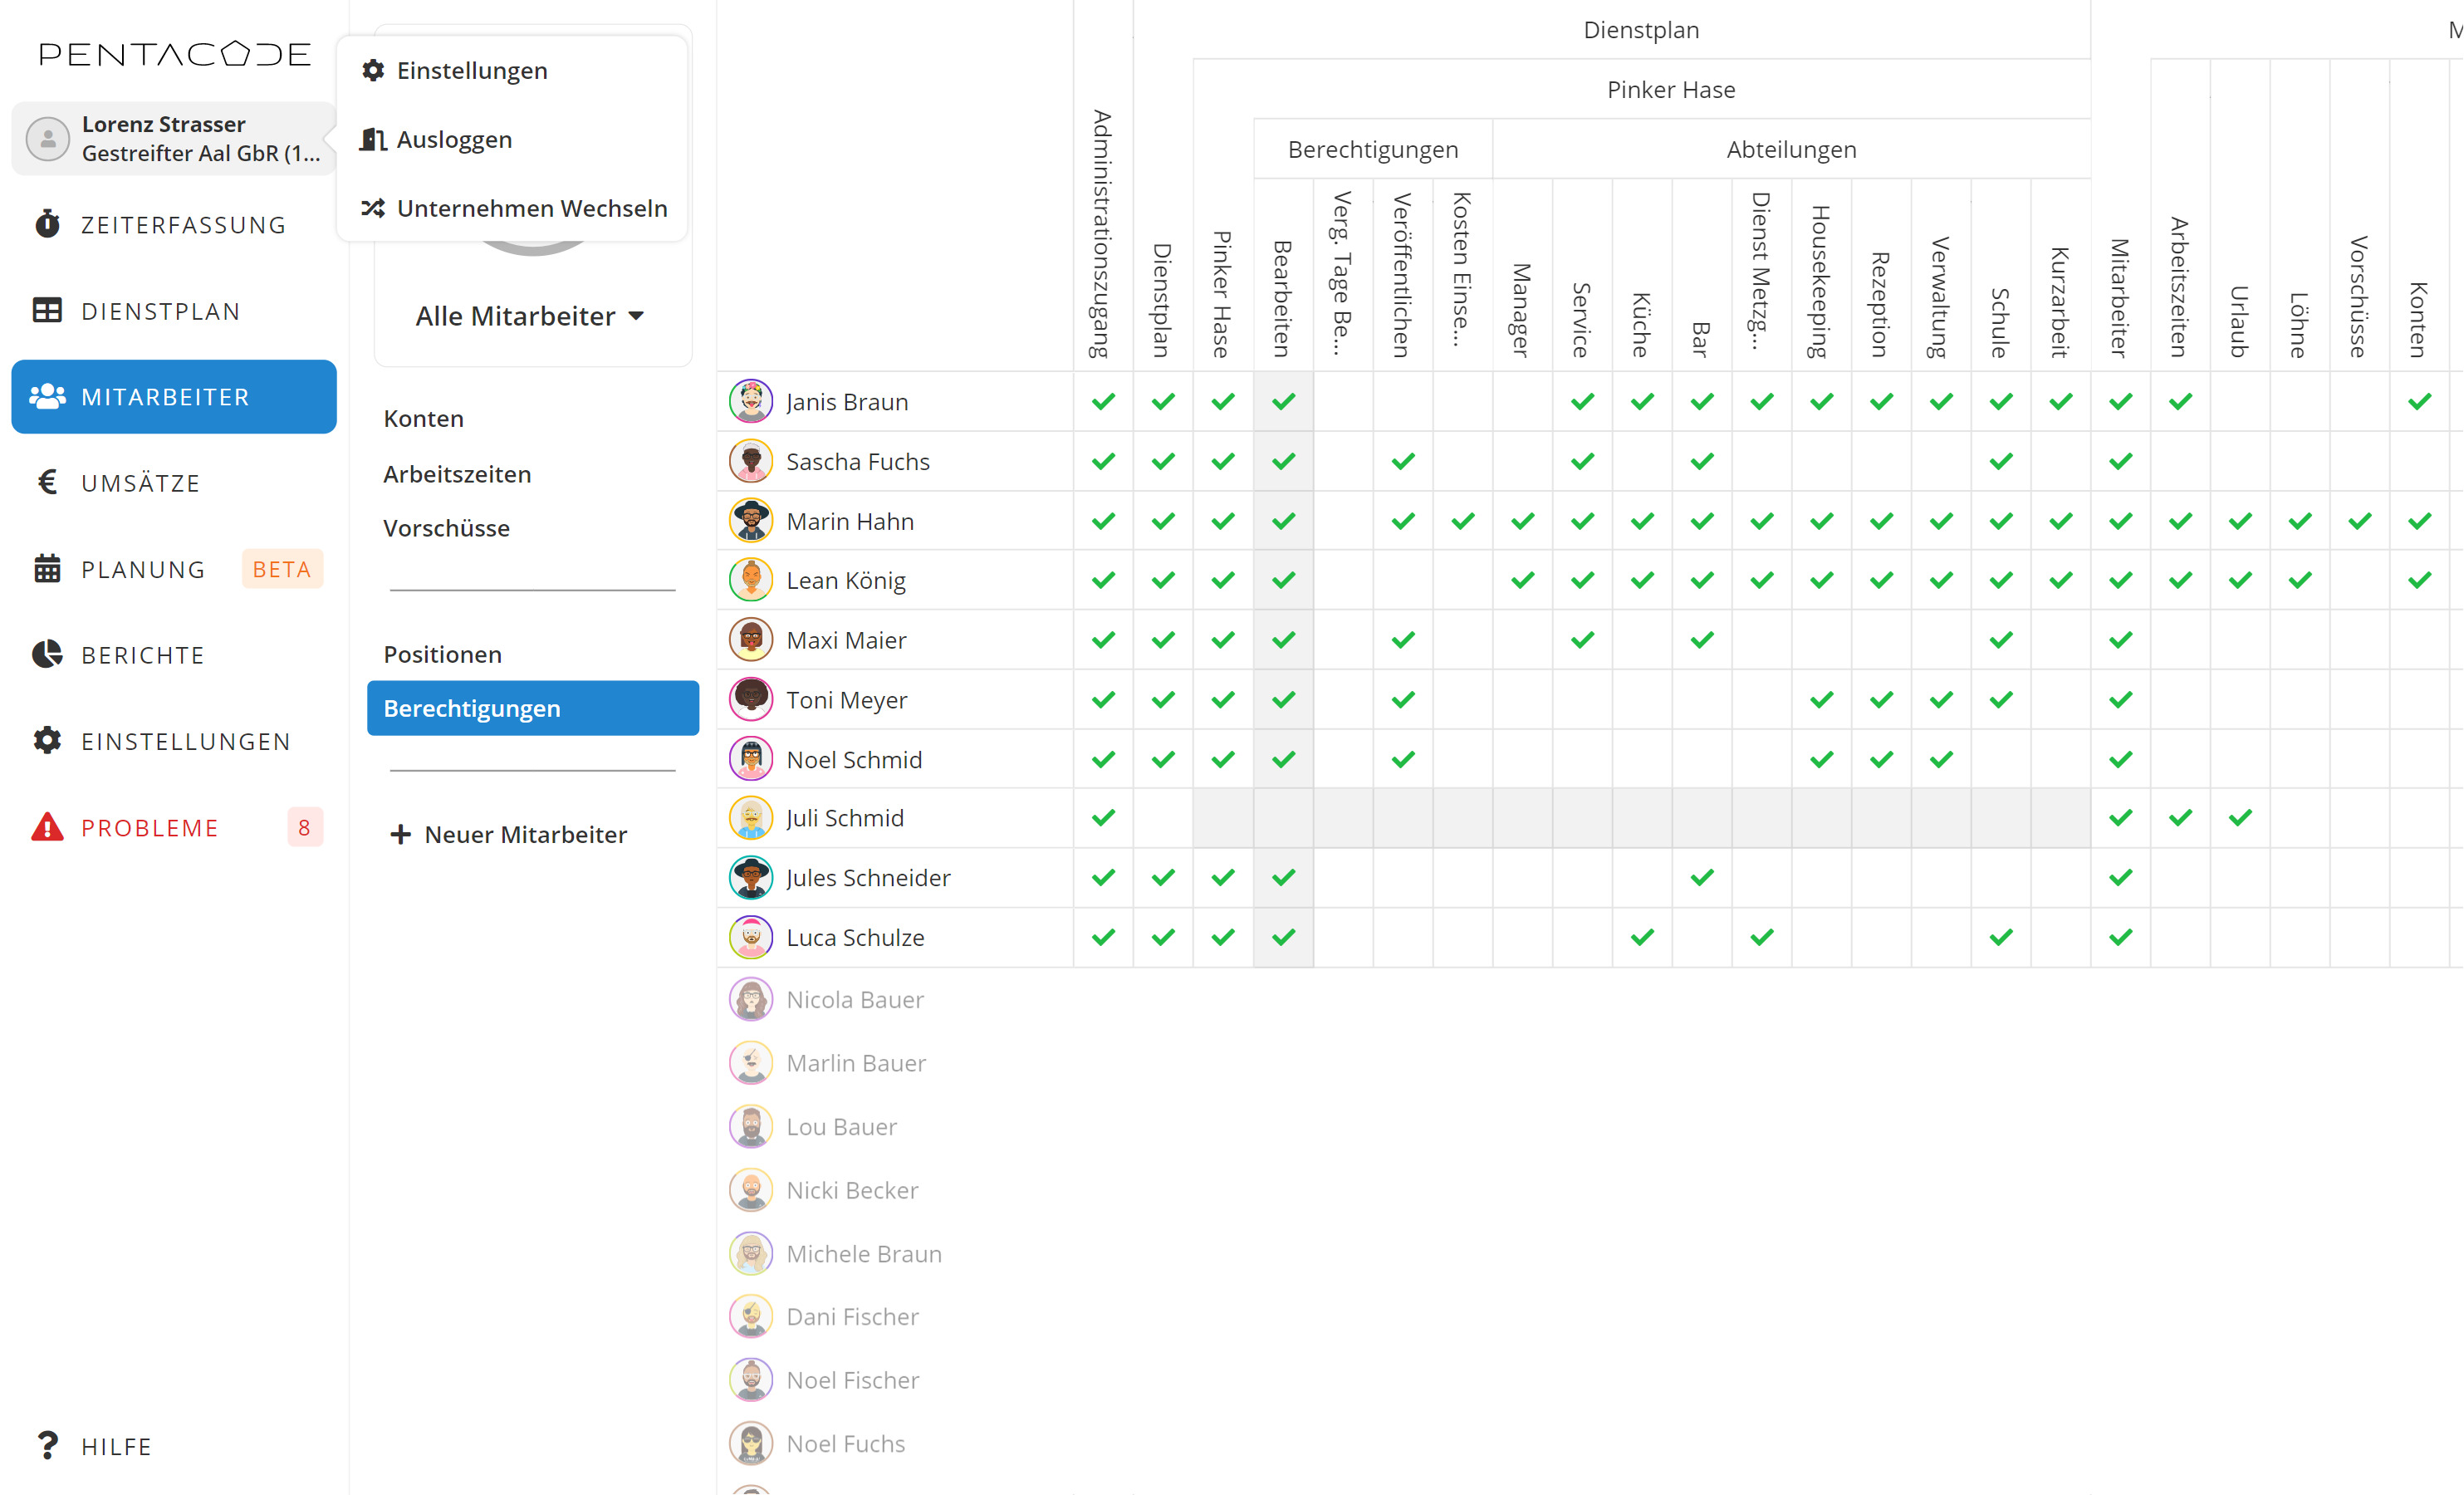 PENTACODE
Lorenz Strasser
Gestreifter Aal GbR (1...
ZEITERFASSUNG
DIENSTPLAN
MITARBEITER
UMSÄTZE
PLANUNG BETA
BERICHTE
EINSTELLUNGEN
PROBLEME 8
HILFE
Einstellungen
Ausloggen
Unternehmen Wechseln
Alle Mitarbeiter
Konten
Arbeitszeiten
Vorschüsse
Positionen
Berechtigungen
Neuer Mitarbeiter
Dienstplan
Pinker Hase
Berechtigungen
Abteilungen
Administrationszugang
Dienstplan
Pinker Hase
Bearbeiten
Verg. Tage Be...
Veröffentlichen
Kosten Einse...
Manager
Service
Küche
Bar
Dienst Metzg...
Housekeeping
Rezeption
Verwaltung
Schule
Kurzarbeit
Mitarbeiter
Arbeitszeiten
Urlaub
Löhne
Vorschüsse
Konten
Janis Braun
Sascha Fuchs
Marin Hahn
Lean König
Maxi Maier
Toni Meyer
Noel Schmid
Juli Schmid
Jules Schneider
Luca Schulze
Nicola Bauer
Marlin Bauer
Lou Bauer
Nicki Becker
Michele Braun
Dani Fischer
Noel Fischer
Noel Fuchs